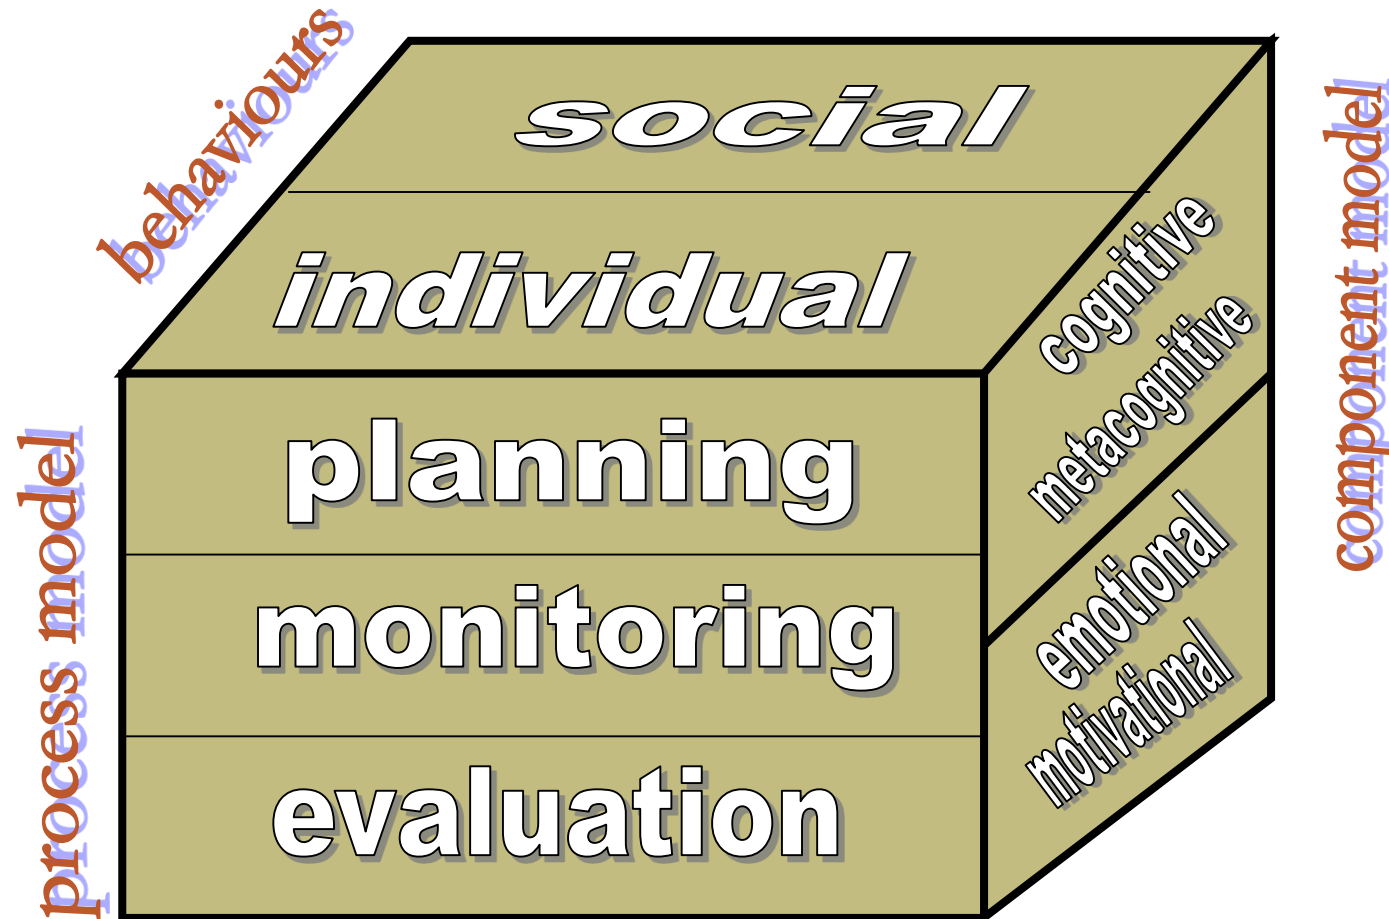 behaviours
social
individual
process model
planning
monitoring
evaluation
component model
cognitive
metacognitive
emotional
motivational